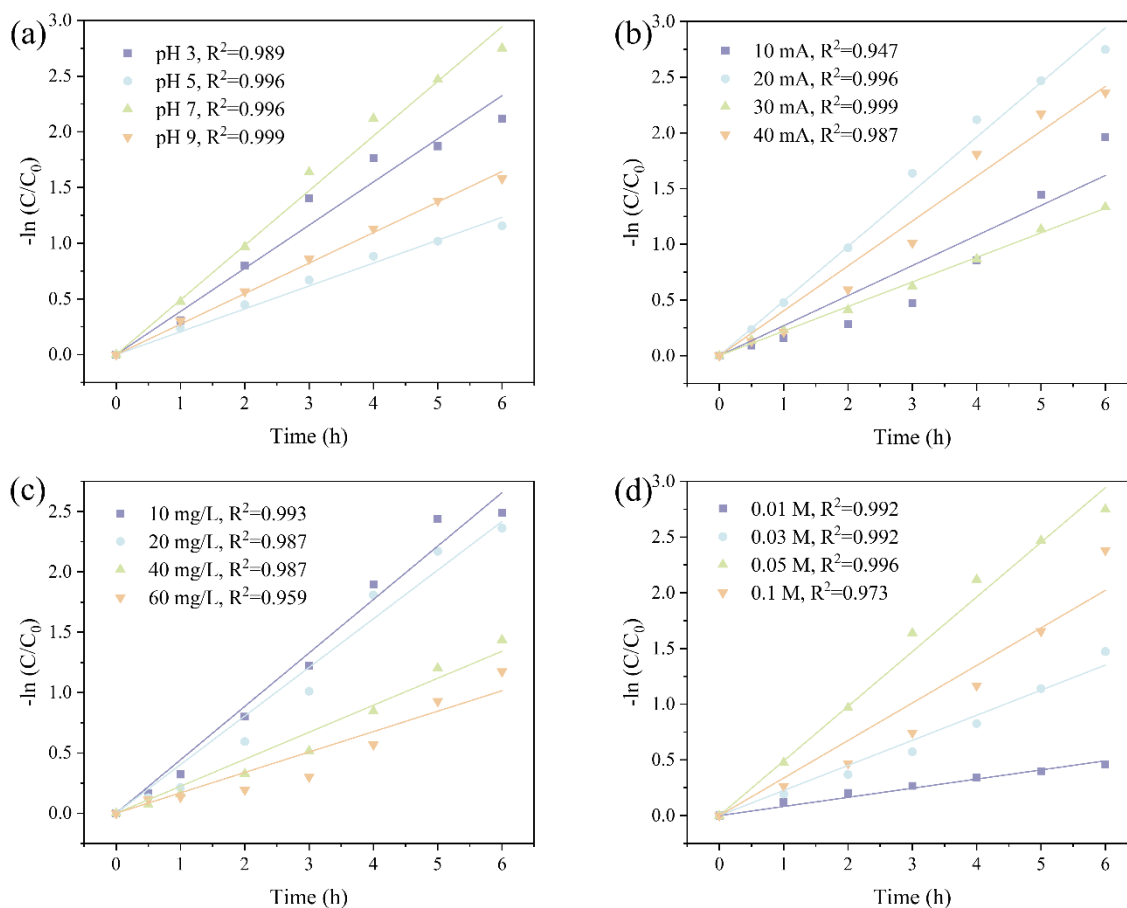 (a)
pH 3, R²=0.989
pH 5, R²=0.996
pH 7, R²=0.996
pH 9, R²=0.999
-ln (C/C₀)
3.0
2.5
2.0
1.5
1.0
0.5
0.0
0 1 2 3 4 5 6
Time (h)
(b)
10 mA, R²=0.947
20 mA, R²=0.996
30 mA, R²=0.999
40 mA, R²=0.987
-ln (C/C₀)
3.0
2.5
2.0
1.5
1.0
0.5
0.0
0 1 2 3 4 5 6
Time (h)
(c)
10 mg/L, R²=0.993
20 mg/L, R²=0.987
40 mg/L, R²=0.987
60 mg/L, R²=0.959
-ln (C/C₀)
2.5
2.0
1.5
1.0
0.5
0.0
0 1 2 3 4 5 6
Time (h)
(d)
0.01 M, R²=0.992
0.03 M, R²=0.992
0.05 M, R²=0.996
0.1 M, R²=0.973
-ln (C/C₀)
3.0
2.5
2.0
1.5
1.0
0.5
0.0
0 1 2 3 4 5 6
Time (h)